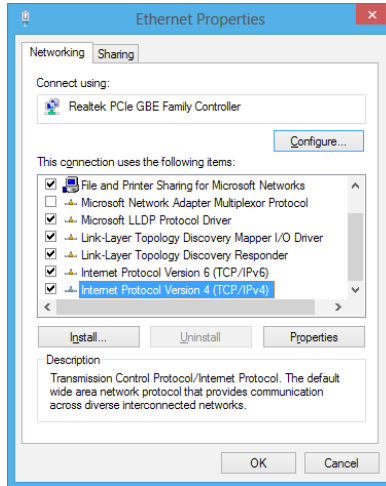 Ethernet Properties
Networking
Sharing
Connect using:
Realtek PCIe GBE Family Controller
Configure...
This connection uses the following items:
File and Printer Sharing for Microsoft Networks
Microsoft Network Adapter Multiplexor Protocol
Microsoft LLDP Protocol Driver
Link-Layer Topology Discovery Mapper I/O Driver
Link-Layer Topology Discovery Responder
Internet Protocol Version 6 (TCP/IPv6)
Internet Protocol Version 4 (TCP/IPv4)
Install...
Uninstall
Properties
Description
Transmission Control Protocol/Internet Protocol. The default
wide area network protocol that provides communication
across diverse interconnected networks.
OK
Cancel